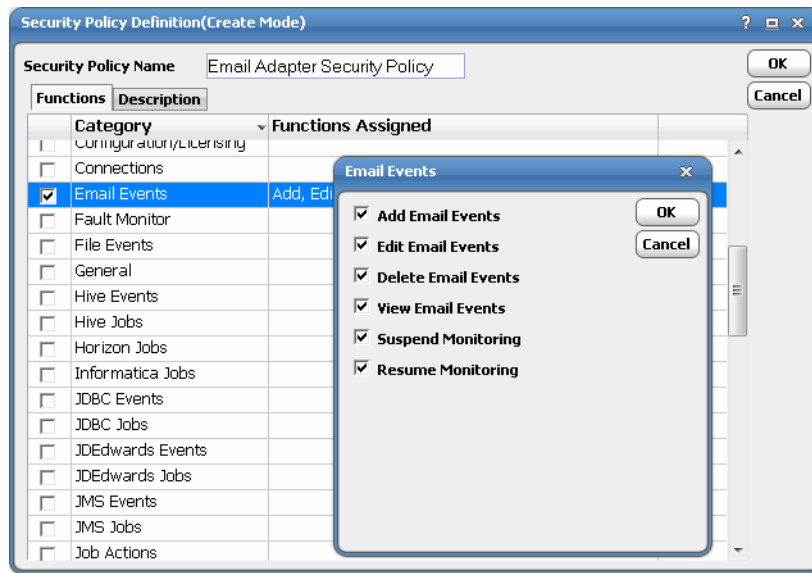 Security Policy Definition(Create Mode)
?
Security Policy Name Email Adapter Security Policy
OK
Cancel
Functions Description
Category Functions Assigned
Configuration/Licensing
Connections
Email Events Add, Edi
Fault Monitor
File Events
General
Hive Events
Hive Jobs
Horizon Jobs
Informatica Jobs
JDBC Events
JDBC Jobs
JDEdwards Events
JDEdwards Jobs
JMS Events
JMS Jobs
Job Actions
Email Events
Add Email Events
Edit Email Events
Delete Email Events
View Email Events
Suspend Monitoring
Resume Monitoring
OK
Cancel